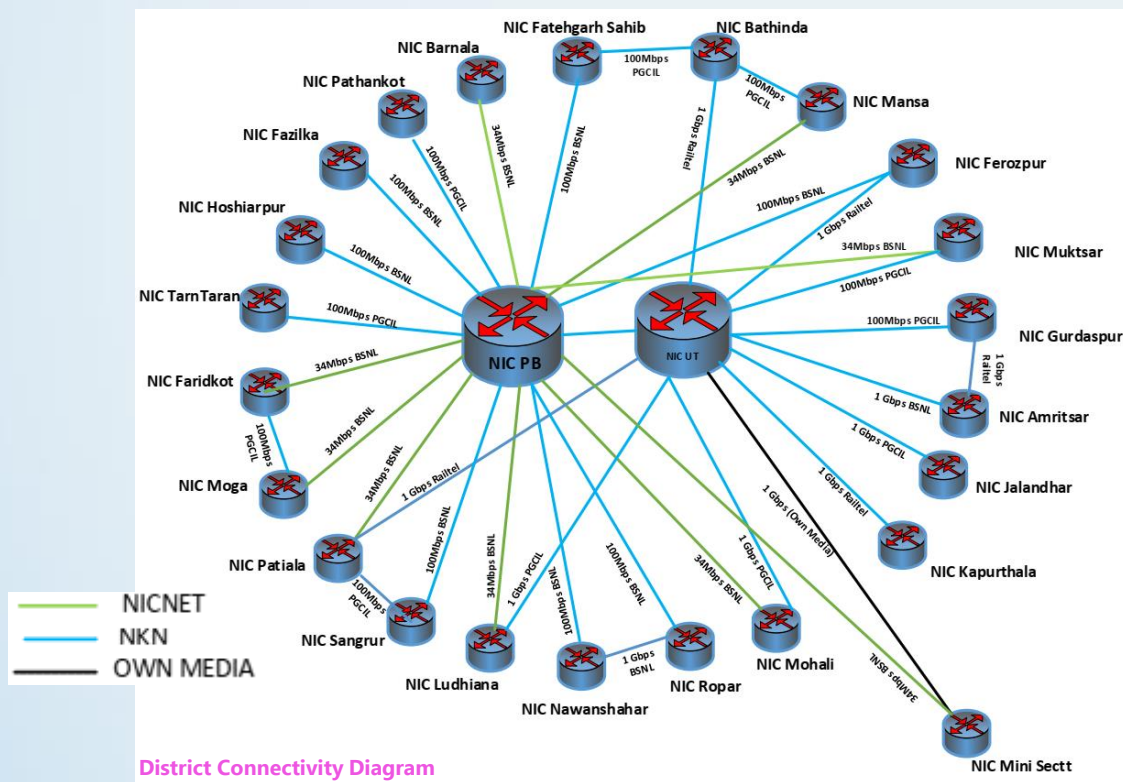 NIC Fatehgarh Sahib
NIC Bathinda
NIC Barnala
100Mbps
PGCIL
100Mbps
PGCIL
NIC Pathankot
NIC Mansa
NIC Fazilka
34Mbps BSNL
100Mbps BSNL
1 Gbps Railtel
34Mbps BSNL
100Mbps PGCIL
NIC Ferozpur
100Mbps BSNL
100Mbps BSNL
1 Gbps Railtel
NIC Hoshiarpur
100Mbps BSNL
34Mbps BSNL
NIC Muktsar
100Mbps PGCIL
NIC TarnTaran
100Mbps PGCIL
100Mbps PGCIL
NIC Gurdaspur
NIC PB
NIC UT
1 Gbps
Railtel
NIC Faridkot
34Mbps BSNL
1 Gbps BSNL
NIC Amritsar
100Mbps
PGCIL
34Mbps BSNL
1 Gbps PGCIL
NIC Moga
34Mbps BSNL
1 Gbps Railtel
1 Gbps Railtel
NIC Jalandhar
1 Gbps (Own Media)
NIC Patiala
100Mbps BSNL
34Mbps BSNL
1 Gbps PGCIL
100Mbps BSNL
100Mbps BSNL
34Mbps BSNL
1 Gbps PGCIL
NIC Kapurthala
100Mbps
PGCIL
NICNET
NKN
OWN MEDIA
NIC Sangrur
NIC Ludhiana
1 Gbps
BSNL
NIC Nawanshahar
NIC Ropar
NIC Mohali
34Mbps BSNL
NIC Mini Sectt
District Connectivity Diagram